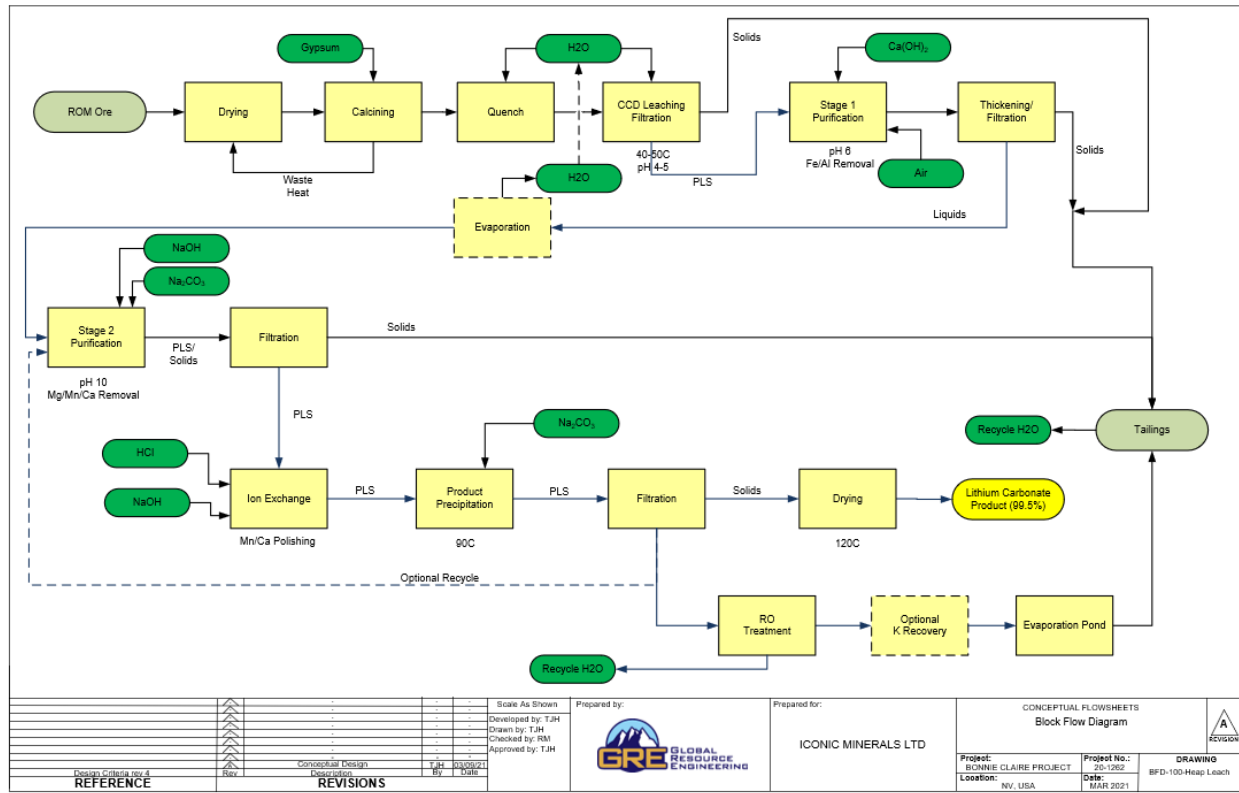 Solids
Gypsum
H2O
Ca(OH)₂
ROM Ore
Drying
Calcining
Quench
CCD Leaching
Filtration
Stage 1
Purification
Thickening/
Filtration
40-50C
pH 4-5
pH 6
Fe/Al Removal
Solids
Waste
Heat
H2O
PLS
Air
Liquids
Evaporation
NaOH
Na₂CO₃
Stage 2
Purification
PLS/
Solids
Filtration
Solids
pH 10
Mg/Mn/Ca Removal
PLS
Na₂CO₃
Recycle H2O
Tailings
HCl
NaOH
Ion Exchange
PLS
Product
Precipitation
PLS
Filtration
Solids
Drying
Lithium Carbonate
Product (99.5%)
Mn/Ca Polishing
90C
120C
Optional Recycle
RO
Treatment
Optional
K Recovery
Evaporation Pond
Recycle H2O
Scale As Shown
Developed by: TJH
Drawn by: TJH
Checked by: RM
Approved by: TJH
Prepared by:
GRE GLOBAL
RESOURCE
ENGINEERING
Prepared for:
ICONIC MINERALS LTD
CONCEPTUAL FLOWSHEETS
Block Flow Diagram
A
REVISION
Project:
BONNIE CLAIRE PROJECT
Project No.:
20-1262
DRAWING
BFD-100-Heap Leach
Location:
NV, USA
Date:
MAR 2021
Conceptual Design TJH 03/09/21
Design Criteria rev 4 Rev Description By Date
REFERENCE REVISIONS